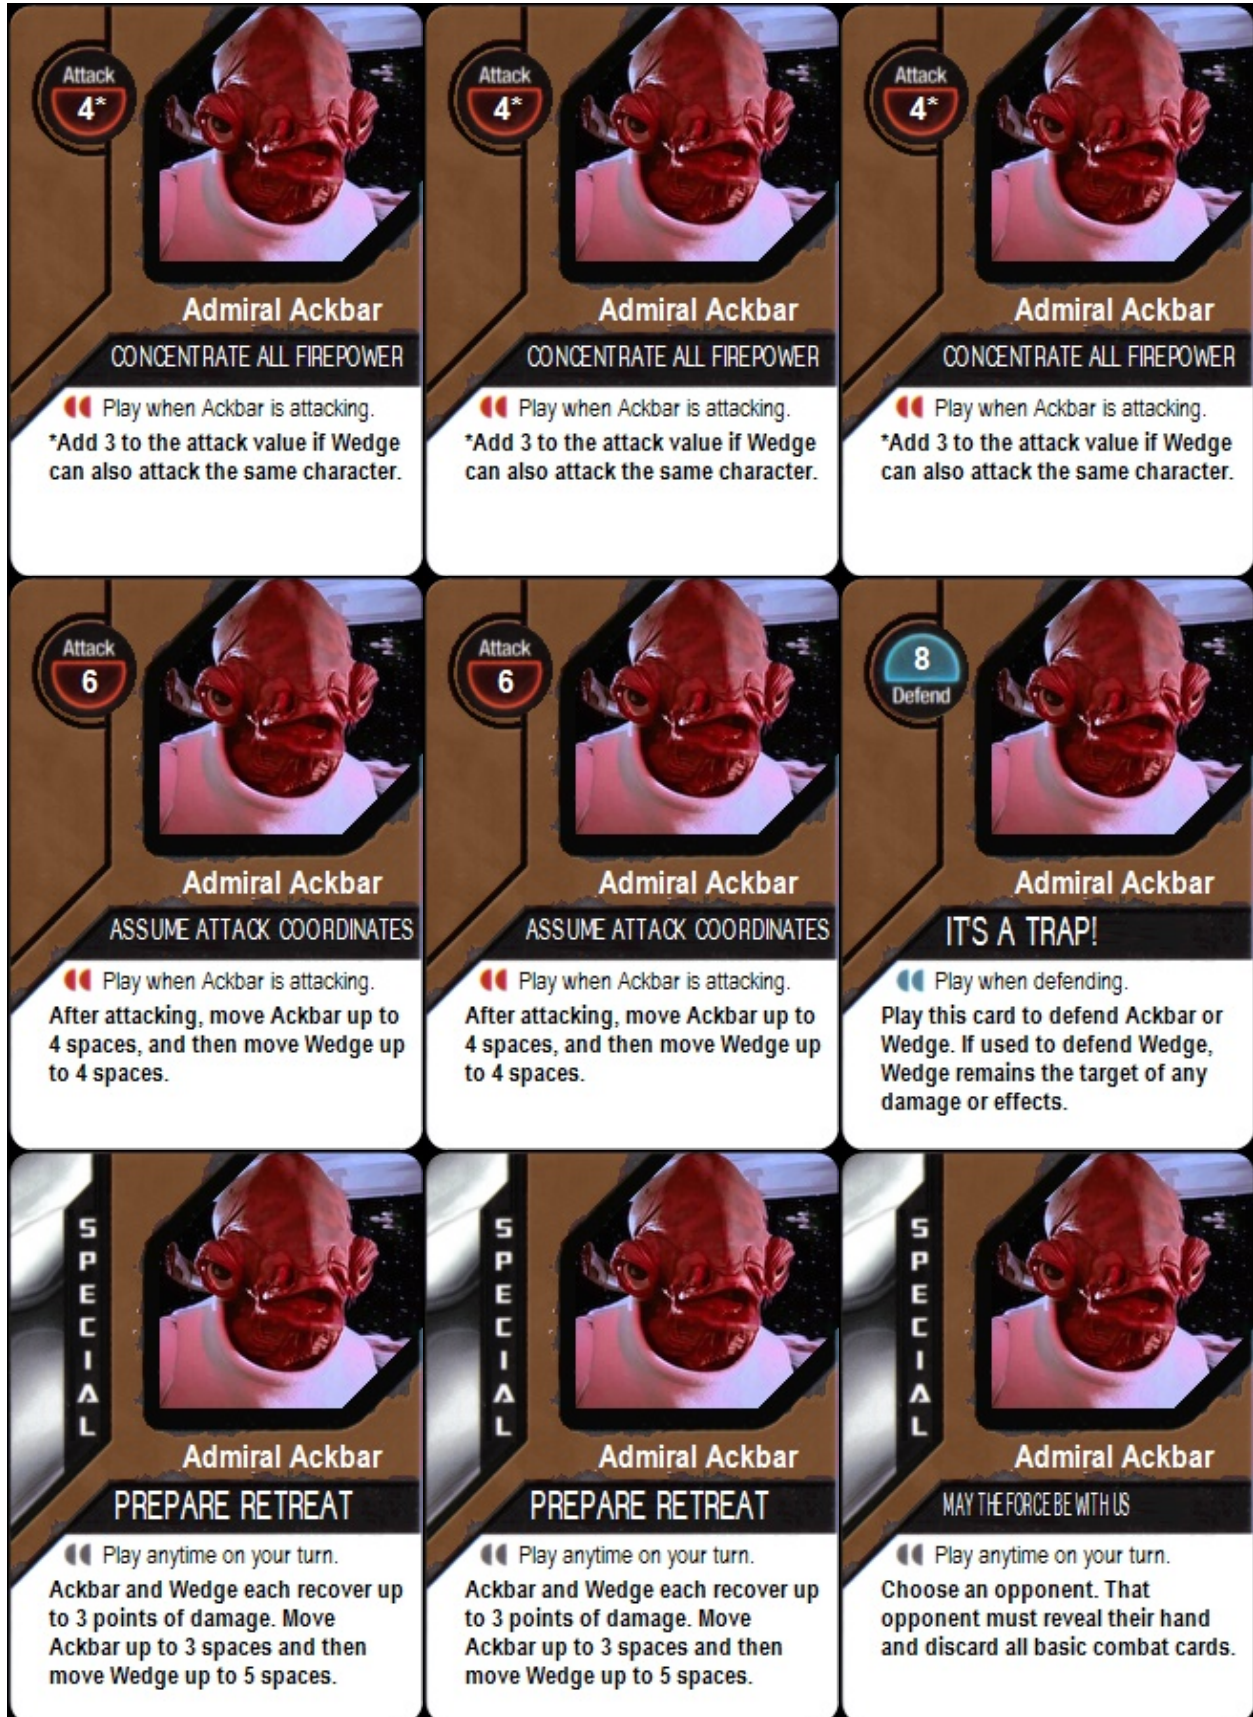 Attack
4*
Admiral Ackbar
CONCENTRATE ALL FIREPOWER
Play when Ackbar is attacking.
*Add 3 to the attack value if Wedge
can also attack the same character.
Attack
4*
Admiral Ackbar
CONCENTRATE ALL FIREPOWER
Play when Ackbar is attacking.
*Add 3 to the attack value if Wedge
can also attack the same character.
Attack
4*
Admiral Ackbar
CONCENTRATE ALL FIREPOWER
Play when Ackbar is attacking.
*Add 3 to the attack value if Wedge
can also attack the same character.
Attack
6
Admiral Ackbar
ASSUME ATTACK COORDINATES
Play when Ackbar is attacking.
After attacking, move Ackbar up to
4 spaces, and then move Wedge up
to 4 spaces.
Attack
6
Admiral Ackbar
ASSUME ATTACK COORDINATES
Play when Ackbar is attacking.
After attacking, move Ackbar up to
4 spaces, and then move Wedge up
to 4 spaces.
8
Defend
Admiral Ackbar
IT'S A TRAP!
Play when defending.
Play this card to defend Ackbar or
Wedge. If used to defend Wedge,
Wedge remains the target of any
damage or effects.
SPECIAL
Admiral Ackbar
PREPARE RETREAT
Play anytime on your turn.
Ackbar and Wedge each recover up
to 3 points of damage. Move
Ackbar up to 3 spaces and then
move Wedge up to 5 spaces.
SPECIAL
Admiral Ackbar
PREPARE RETREAT
Play anytime on your turn.
Ackbar and Wedge each recover up
to 3 points of damage. Move
Ackbar up to 3 spaces and then
move Wedge up to 5 spaces.
SPECIAL
Admiral Ackbar
MAY THE FORCE BE WITH US
Play anytime on your turn.
Choose an opponent. That
opponent must reveal their hand
and discard all basic combat cards.